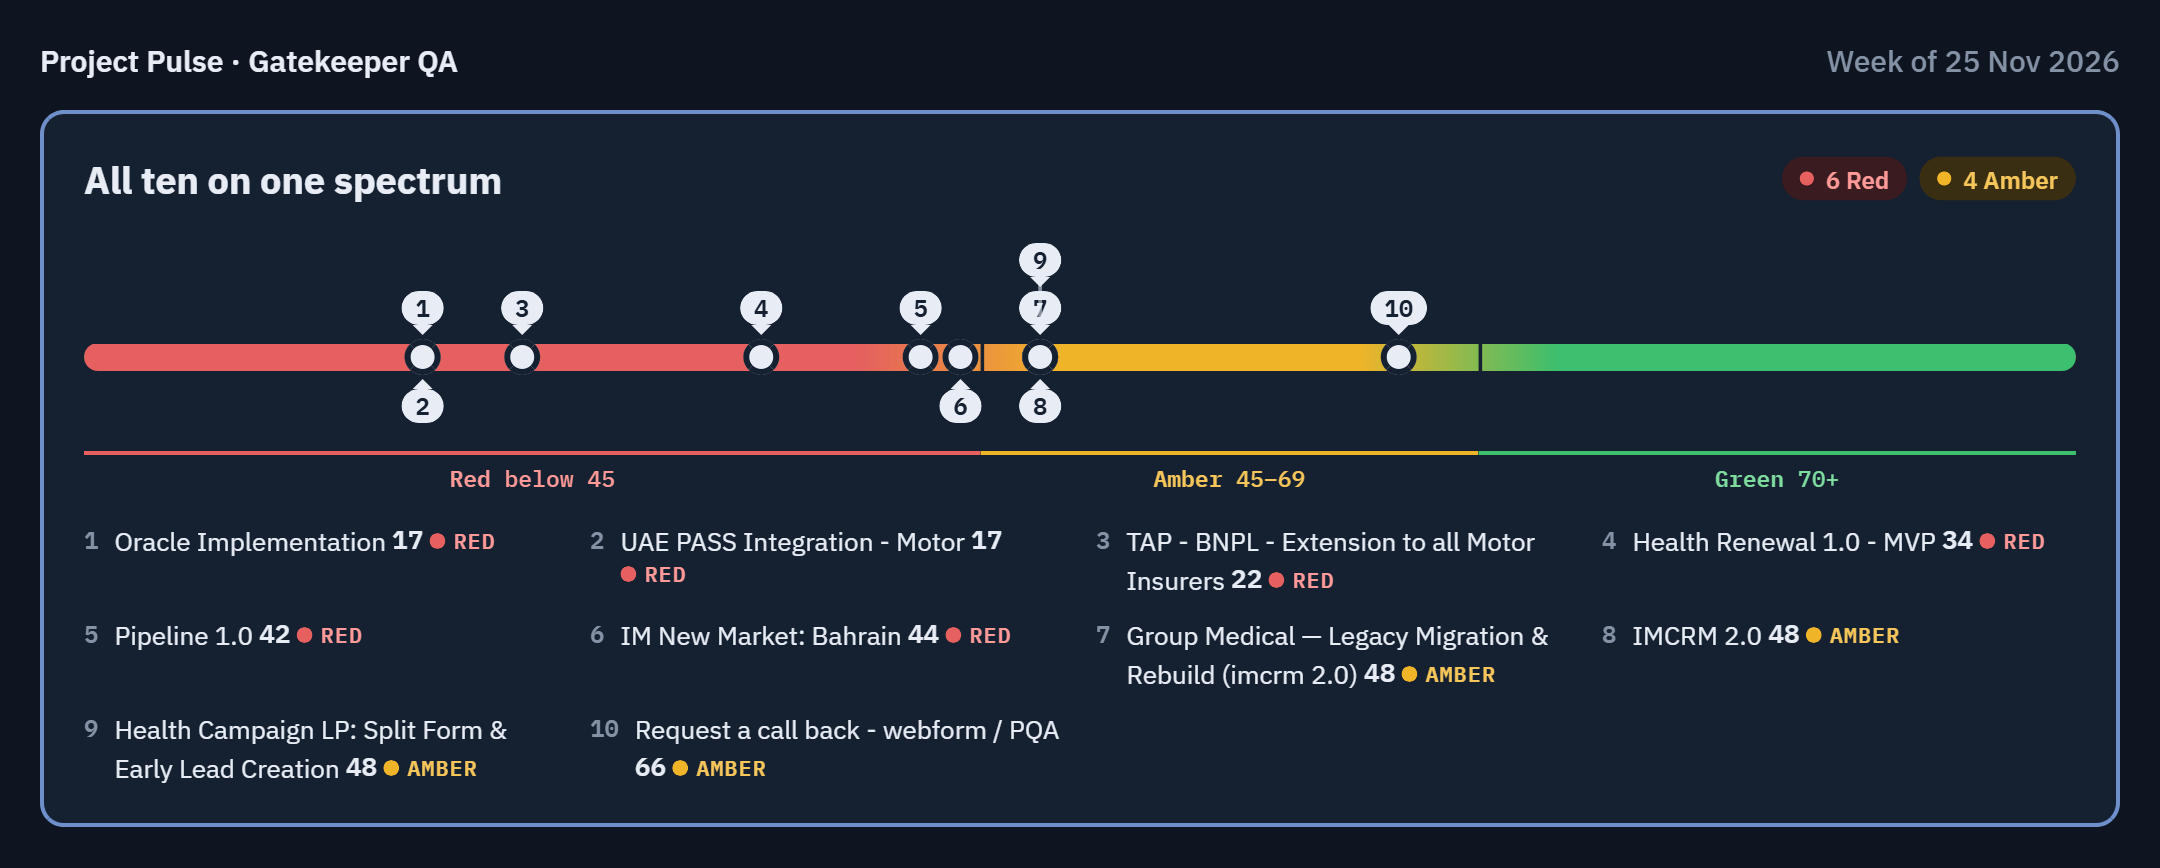 Project Pulse · Gatekeeper QA
Week of 25 Nov 2026
All ten on one spectrum
6 Red
4 Amber
9
1
3
4
5
7
10
2
6
8
Red below 45
Amber 45–69
Green 70+
1 Oracle Implementation 17 RED
2 UAE PASS Integration - Motor 17
RED
3 TAP - BNPL - Extension to all Motor
Insurers 22 RED
4 Health Renewal 1.0 - MVP 34 RED
5 Pipeline 1.0 42 RED
6 IM New Market: Bahrain 44 RED
7 Group Medical — Legacy Migration &
Rebuild (imcrm 2.0) 48 AMBER
8 IMCRM 2.0 48 AMBER
9 Health Campaign LP: Split Form &
Early Lead Creation 48 AMBER
10 Request a call back - webform / PQA
66 AMBER